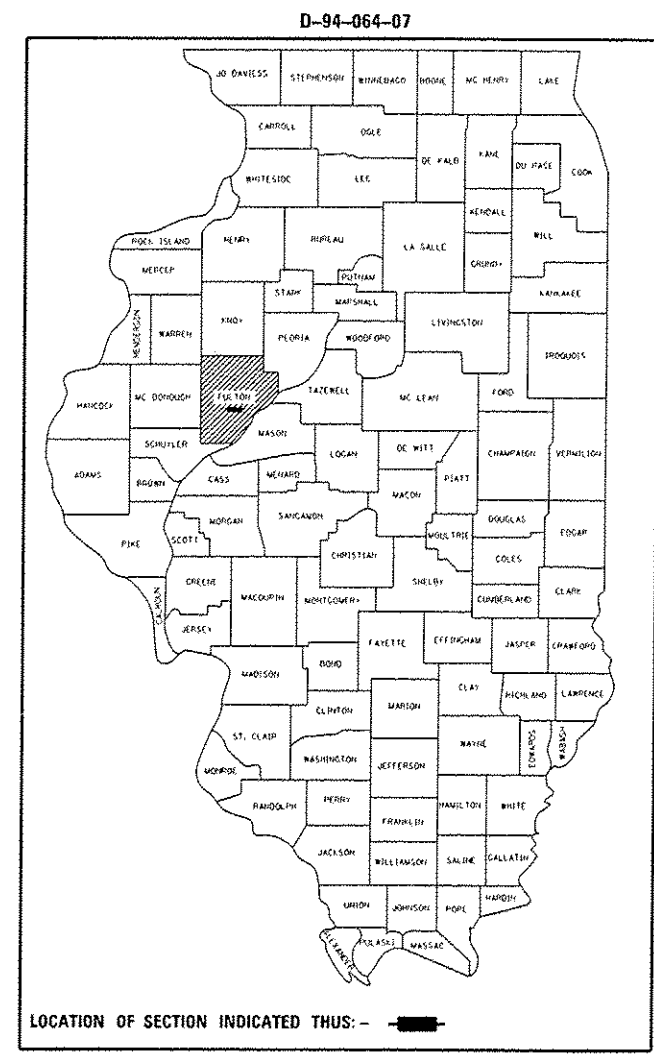 D-94-064-07
JO DAVIESS
STEPHENSON
WINNEBAGO
BOONE
MC HENRY
LAKE
CARROLL
OGLE
DE KALB
KANE
DU PAGE
COOK
WHITESIDE
LEE
KENDALL
WILL
ROCK ISLAND
HENRY
BUREAU
LA SALLE
GRUNDY
MERCER
PUTNAM
KANKAKEE
STARK
MARSHALL
HENDERSON
WARREN
KNOX
PEORIA
WOODFORD
LIVINGSTON
IROQUOIS
HANCOCK
MC DONOUGH
FULTON
TAZEWELL
MC LEAN
FORD
MASON
SCHUYLER
LOGAN
DE WITT
CHAMPAIGN
VERMILION
ADAMS
BROWN
CASS
MENARD
PIATT
MACON
PIKE
SCOTT
MORGAN
SANGAMON
MOULTRIE
DOUGLAS
EDGAR
CHRISTIAN
COLES
CALHOUN
GREENE
MACOUPIN
MONTGOMERY
SHELBY
CUMBERLAND
CLARK
JERSEY
FAYETTE
EFFINGHAM
JASPER
CRAWFORD
MADISON
BOND
CLAY
RICHLAND
LAWRENCE
CLINTON
MARION
ST. CLAIR
WAYNE
EDWARDS
WABASH
WASHINGTON
JEFFERSON
MONROE
RANDOLPH
PERRY
HAMILTON
WHITE
FRANKLIN
JACKSON
WILLIAMSON
SALINE
GALLATIN
UNION
JOHNSON
POPE
HARDIN
ALEXANDER
PULASKI
MASSAC
LOCATION OF SECTION INDICATED THUS: -